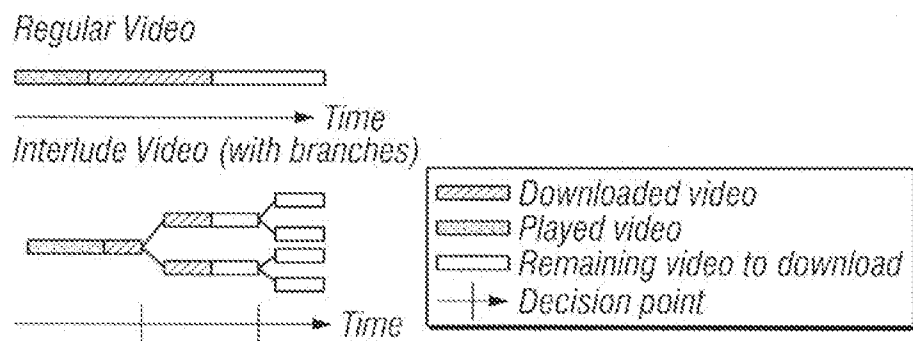 Regular Video
Time
Interlude Video (with branches)
Downloaded video
Played video
Remaining video to download
Decision point
Time